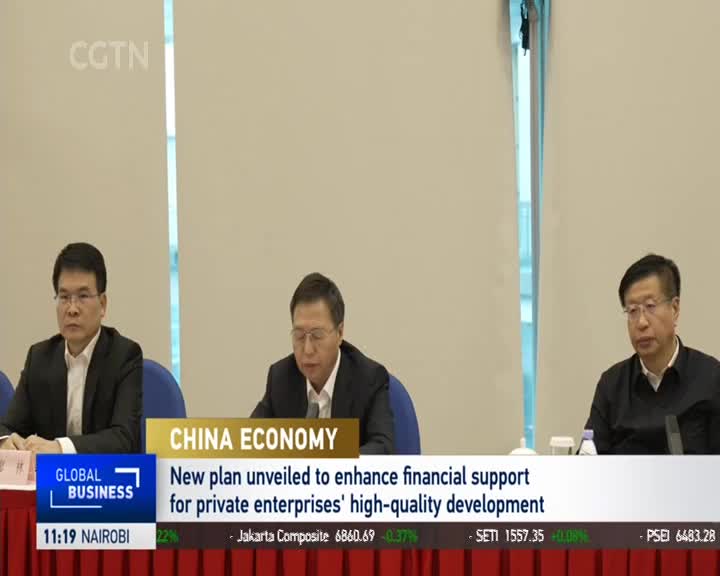 CGTN
CHINA ECONOMY
New plan unveiled to enhance financial support
for private enterprises' high-quality development
GLOBAL
BUSINESS
11:19 NAIROBI
22% - Jakarta Composite 6860.69 -0.37% - SETI 1557.35 +0.08% - PSEI 6483.28
林